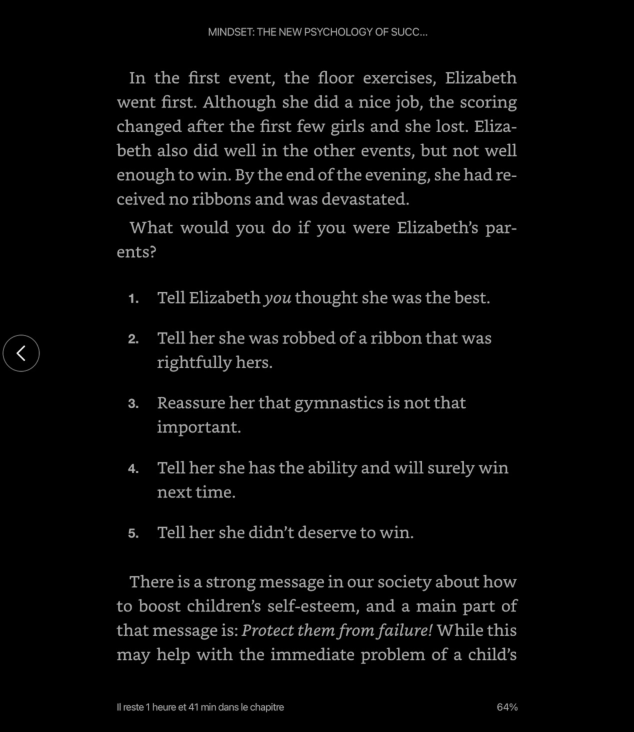 MINDSET: THE NEW PSYCHOLOGY OF SUCC...
In the first event, the floor exercises, Elizabeth
went first. Although she did a nice job, the scoring
changed after the first few girls and she lost. Eliza-
beth also did well in the other events, but not well
enough to win. By the end of the evening, she had re-
ceived no ribbons and was devastated.
What would you do if you were Elizabeth's par-
ents?
1. Tell Elizabeth you thought she was the best.
2. Tell her she was robbed of a ribbon that was
rightfully hers.
3. Reassure her that gymnastics is not that
important.
4. Tell her she has the ability and will surely win
next time.
5. Tell her she didn't deserve to win.
There is a strong message in our society about how
to boost children's self-esteem, and a main part of
that message is: Protect them from failure! While this
may help with the immediate problem of a child's
Il reste 1 heure et 41 min dans le chapitre
64%